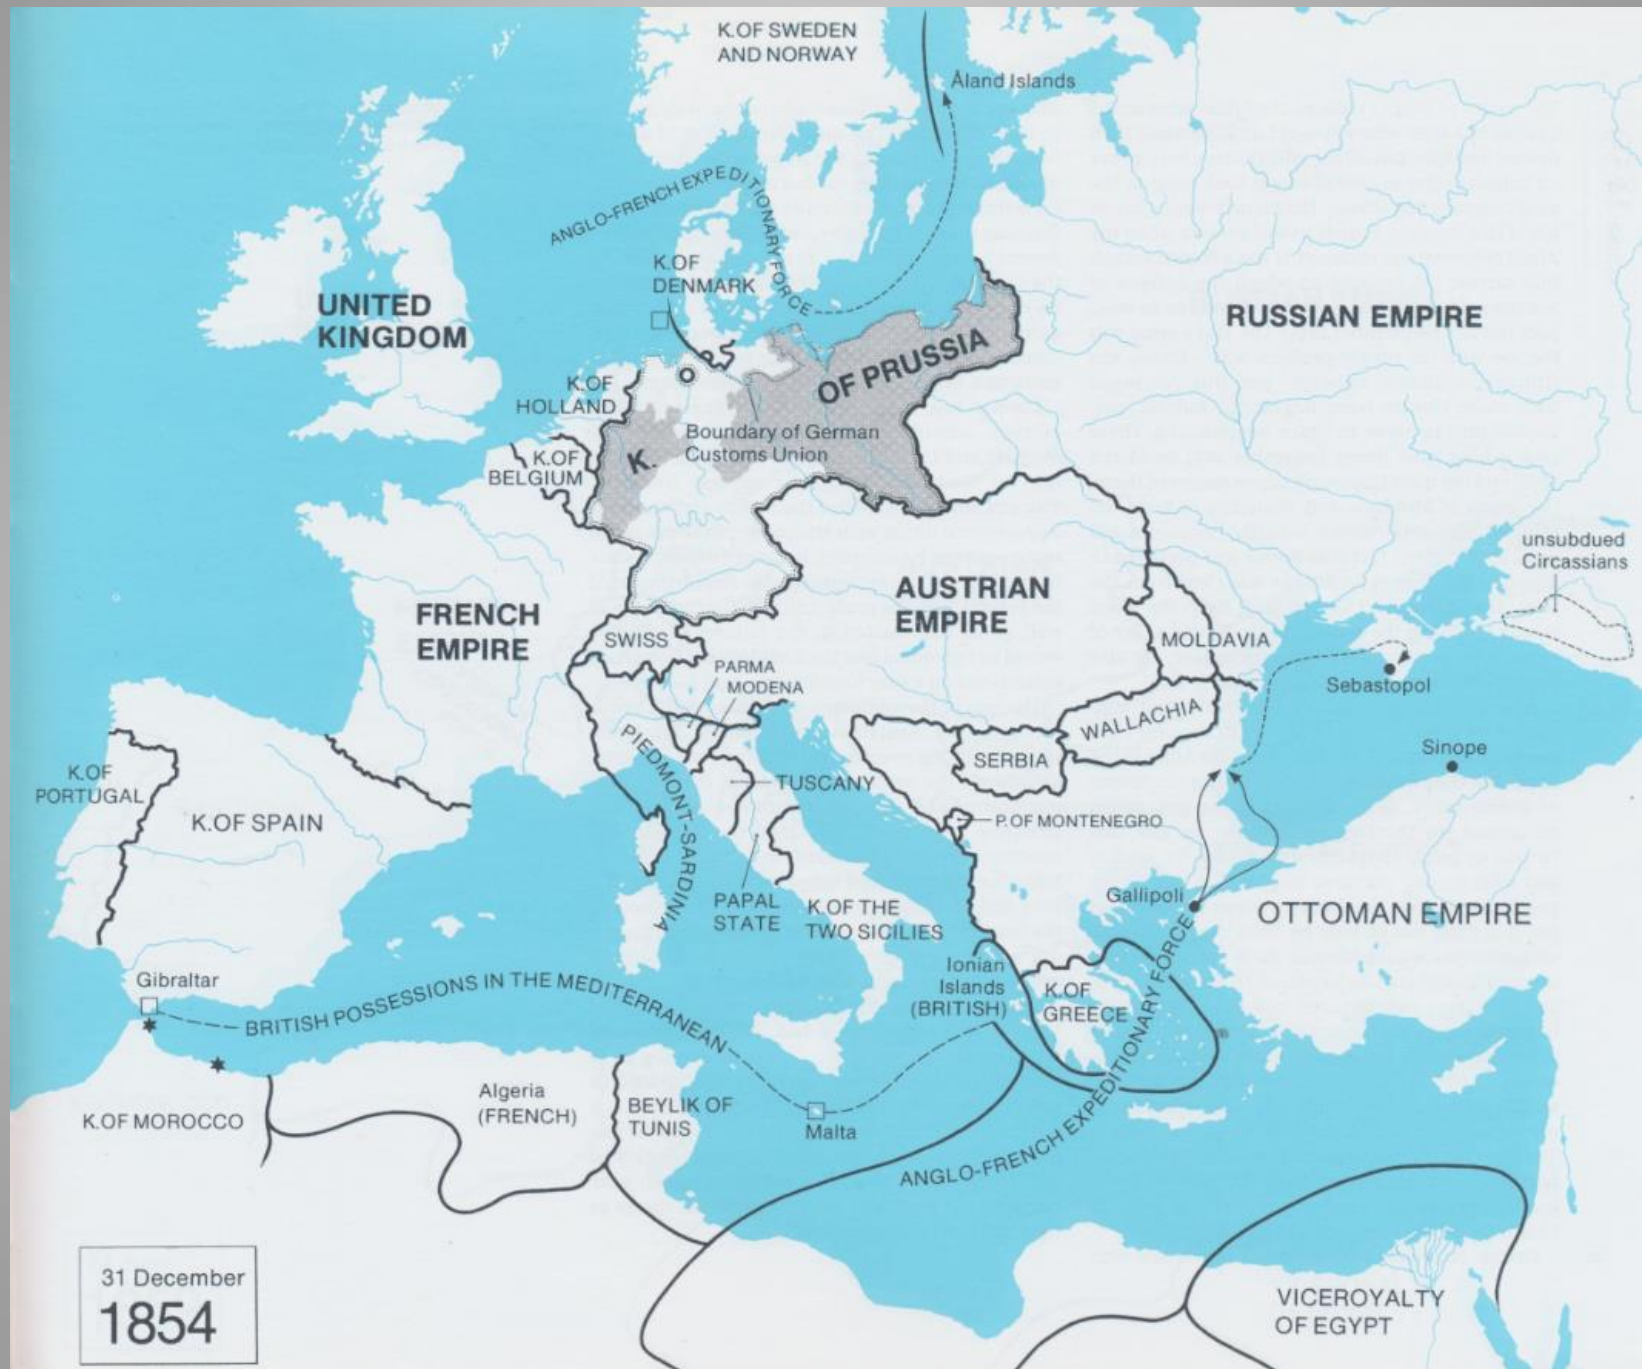 K.OF SWEDEN
AND NORWAY
Åland Islands
ANGLO-FRENCH EXPEDITIONARY FORCE
K.OF
DENMARK
UNITED
KINGDOM
RUSSIAN EMPIRE
K. OF PRUSSIA
K.OF
HOLLAND
Boundary of German
Customs Union
K.OF
BELGIUM
unsubdued
Circassians
AUSTRIAN
EMPIRE
FRENCH
EMPIRE
SWISS
MOLDAVIA
PARMA
MODENA
Sebastopol
WALLACHIA
PIEDMONT-SARDINIA
SERBIA
Sinope
K.OF
PORTUGAL
TUSCANY
K.OF SPAIN
P.OF MONTENEGRO
Gallipoli
PAPAL
STATE
K.OF THE
TWO SICILIES
OTTOMAN EMPIRE
Gibraltar
Ionian
Islands
(BRITISH)
K.OF
GREECE
BRITISH POSSESSIONS IN THE MEDITERRANEAN
Algeria
(FRENCH)
BEYLIK OF
TUNIS
K.OF MOROCCO
Malta
ANGLO-FRENCH EXPEDITIONARY FORCE
31 December
1854
VICEROYALTY
OF EGYPT